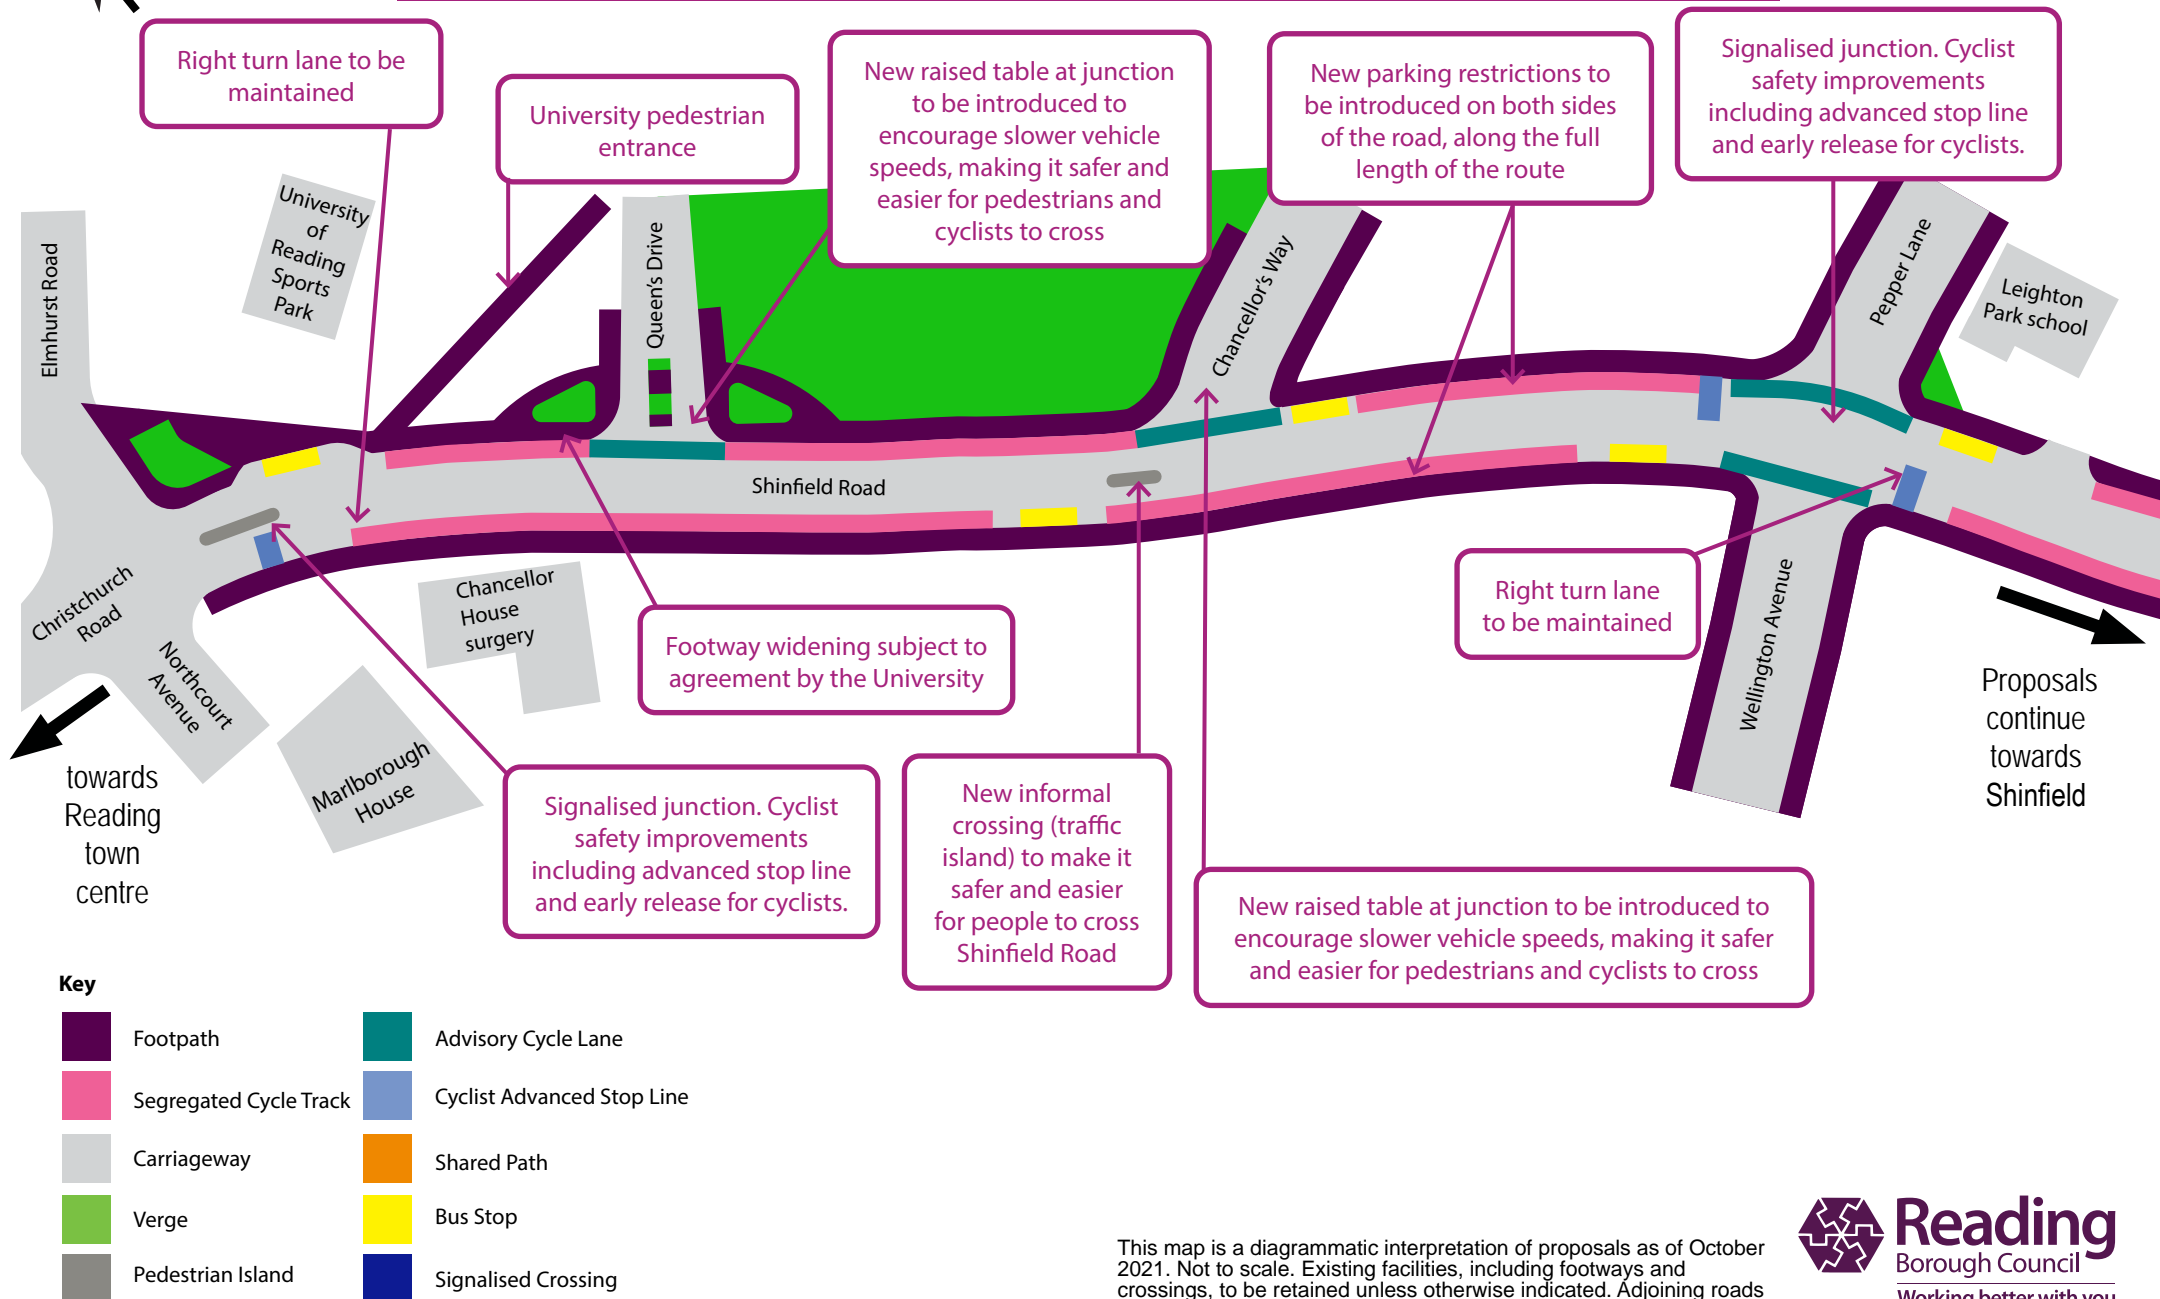 Right turn lane to be
maintained
University pedestrian
entrance
New raised table at junction
to be introduced to
encourage slower vehicle
speeds, making it safer and
easier for pedestrians and
cyclists to cross
New parking restrictions to
be introduced on both sides
of the road, along the full
length of the route
Signalised junction. Cyclist
safety improvements
including advanced stop line
and early release for cyclists.
Elmhurst Road
University
of
Reading
Sports
Park
Queen's Drive
Chancellor's Way
Pepper Lane
Leighton
Park school
Shinfield Road
Christchurch
Road
Northcourt
Avenue
Chancellor
House
surgery
Marlborough
House
Footway widening subject to
agreement by the University
Right turn lane
to be maintained
Wellington Avenue
Proposals
continue
towards
Shinfield
towards
Reading
town
centre
Signalised junction. Cyclist
safety improvements
including advanced stop line
and early release for cyclists.
New informal
crossing (traffic
island) to make it
safer and easier
for people to cross
Shinfield Road
New raised table at junction to be introduced to
encourage slower vehicle speeds, making it safer
and easier for pedestrians and cyclists to cross
Key
Footpath
Segregated Cycle Track
Carriageway
Verge
Pedestrian Island
Advisory Cycle Lane
Cyclist Advanced Stop Line
Shared Path
Bus Stop
Signalised Crossing
This map is a diagrammatic interpretation of proposals as of October
2021. Not to scale. Existing facilities, including footways and
crossings, to be retained unless otherwise indicated. Adjoining roads
Reading
Borough Council
Working better with you